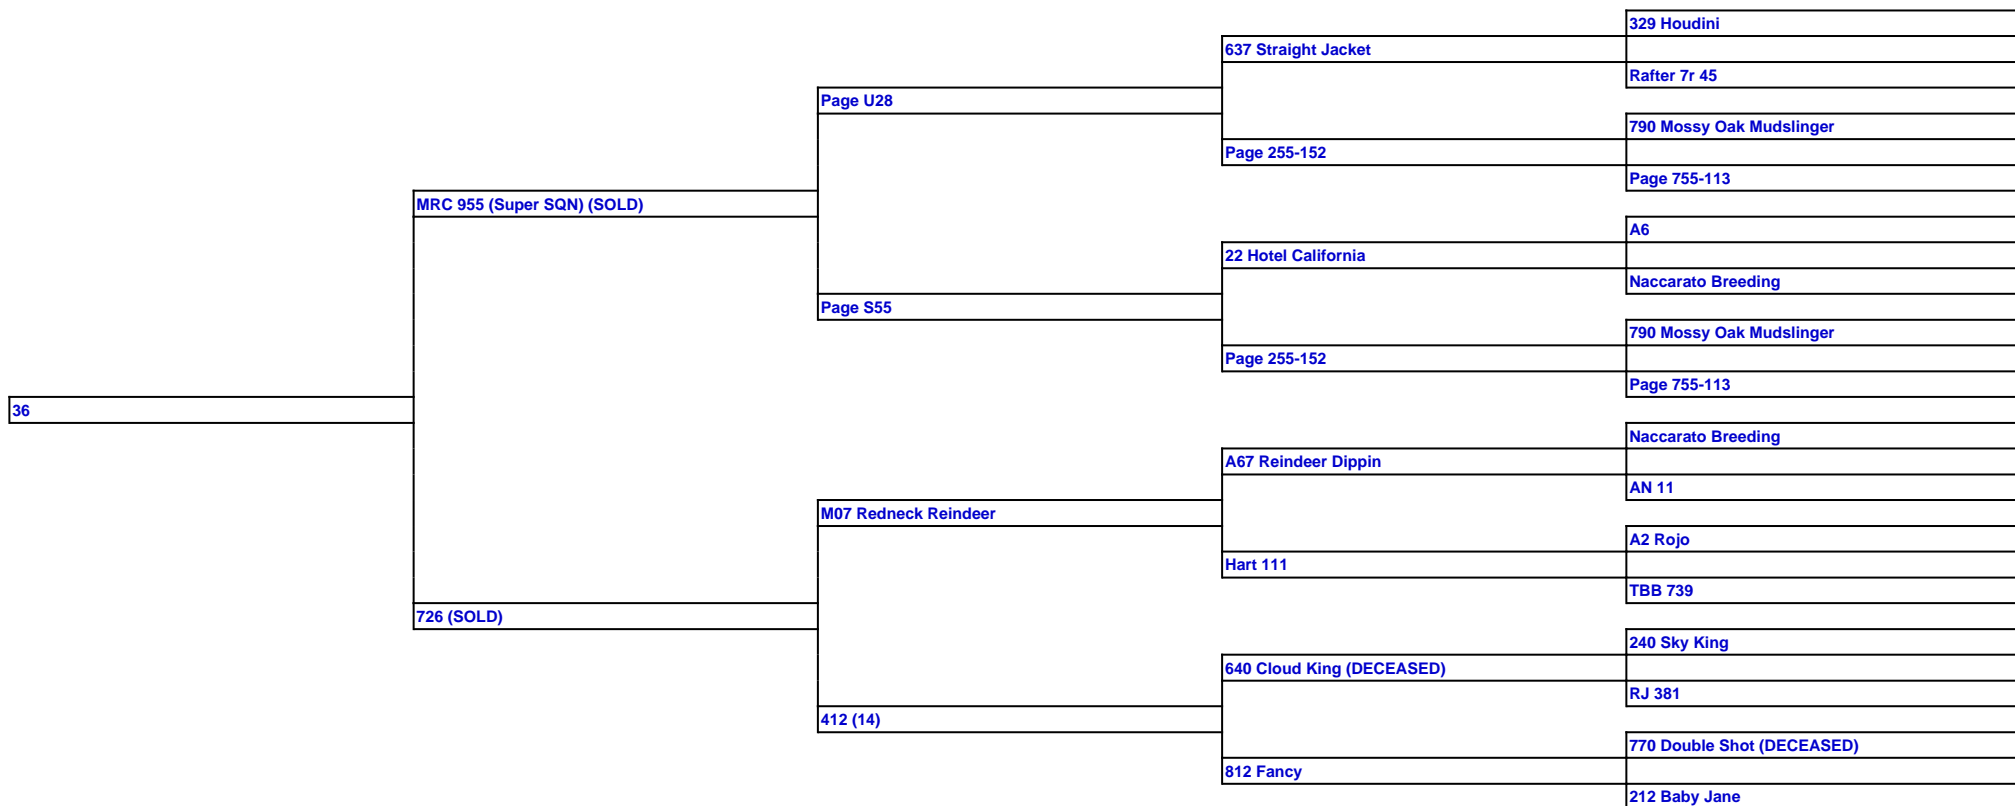 329 Houdini
637 Straight Jacket
Rafter 7r 45
Page U28
790 Mossy Oak Mudslinger
Page 255-152
Page 755-113
MRC 955 (Super SQN) (SOLD)
A6
22 Hotel California
Naccarato Breeding
Page S55
790 Mossy Oak Mudslinger
Page 255-152
Page 755-113
36
Naccarato Breeding
A67 Reindeer Dippin
AN 11
M07 Redneck Reindeer
A2 Rojo
Hart 111
TBB 739
726 (SOLD)
240 Sky King
640 Cloud King (DECEASED)
RJ 381
412 (14)
770 Double Shot (DECEASED)
812 Fancy
212 Baby Jane